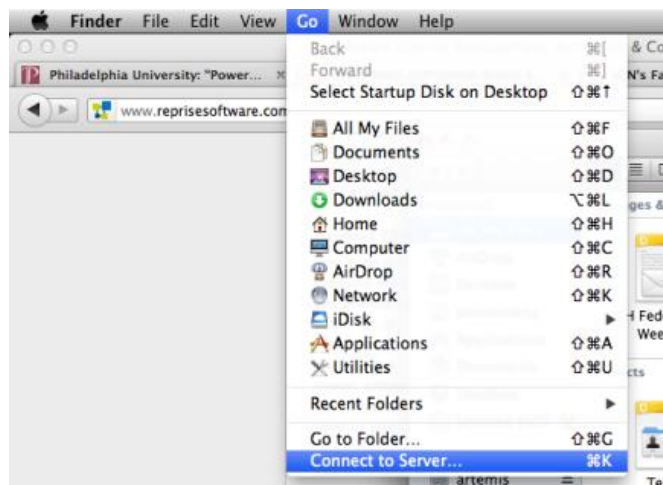 Finder File Edit View Go Window Help
Back ⌘[
& Co
Forward ⌘]
Philadelphia University: "Power...
N's Fa
Select Startup Disk on Desktop ⇧⌘↑
www.reprisesoftware.com
All My Files ⇧⌘F
Documents ⇧⌘O
Desktop ⇧⌘D
Downloads ⌥⌘L
ges &
Home ⇧⌘H
Computer ⇧⌘C
AirDrop ⇧⌘R
Network ⇧⌘K
iDisk
H Fed
Applications ⇧⌘A
Wee
Utilities ⇧⌘U
cts
Recent Folders
Go to Folder... ⇧⌘G
Connect to Server... ⌘K
artemis
Te